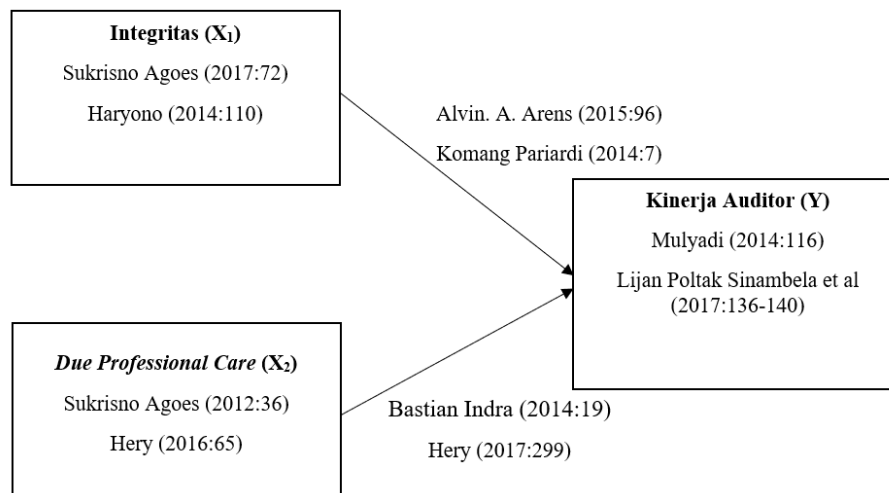 Integritas (X₁)
Sukrisno Agoes (2017:72)
Haryono (2014:110)
Alvin. A. Arens (2015:96)
Komang Pariardi (2014:7)
Kinerja Auditor (Y)
Mulyadi (2014:116)
Lijan Poltak Sinambela et al
(2017:136-140)
Due Professional Care (X₂)
Sukrisno Agoes (2012:36)
Hery (2016:65)
Bastian Indra (2014:19)
Hery (2017:299)